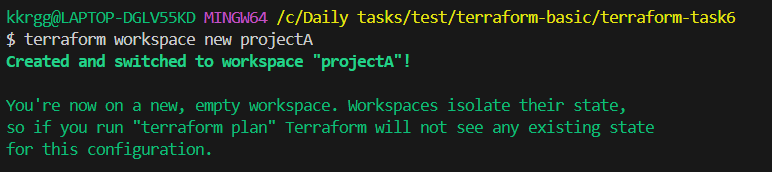 kkrgg@LAPTOP-DGLV55KD MINGW64 /c/Daily tasks/test/terraform-basic/terraform-task6
$ terraform workspace new projectA
Created and switched to workspace "projectA"!
You're now on a new, empty workspace. Workspaces isolate their state,
so if you run "terraform plan" Terraform will not see any existing state
for this configuration.